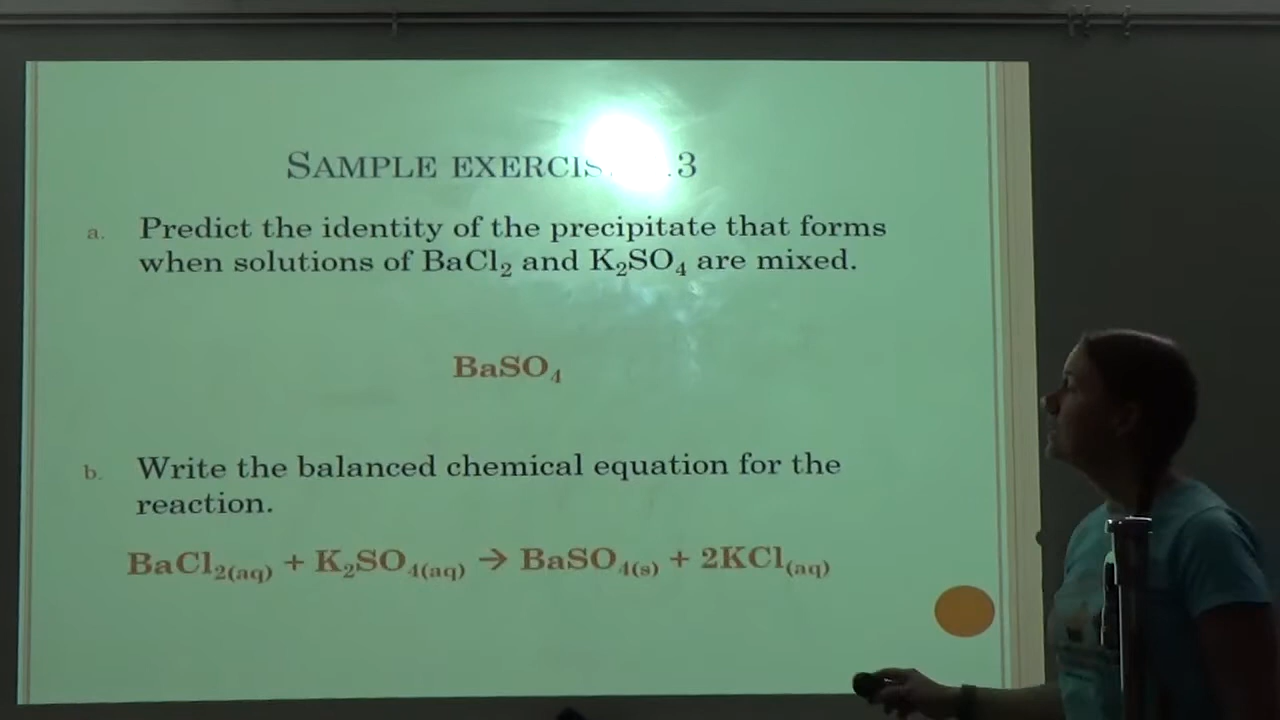 SAMPLE EXERCIS .3
a. Predict the identity of the precipitate that forms
when solutions of BaCl₂ and K₂SO₄ are mixed.
BaSO₄
b. Write the balanced chemical equation for the
reaction.
BaCl₂(aq) + K₂SO₄(aq) → BaSO₄(s) + 2KCl(aq)